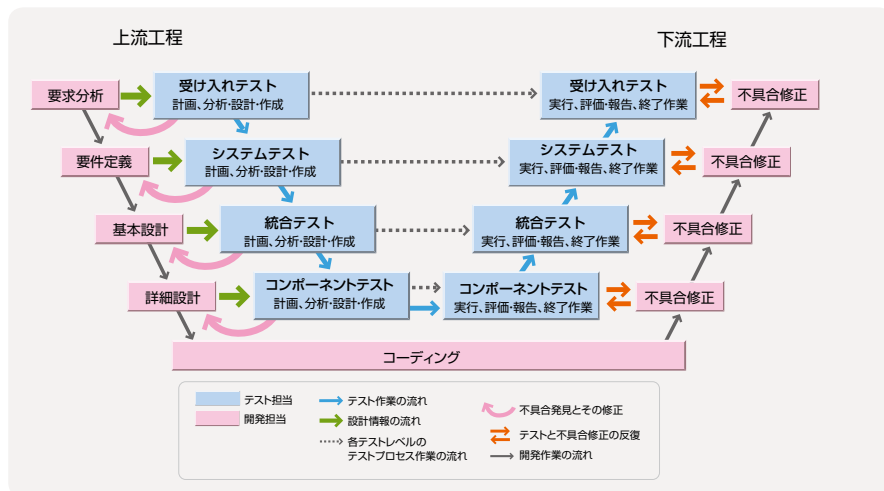 上流工程
下流工程
要求分析
受け入れテスト
計画、分析・設計・作成
受け入れテスト
実行、評価・報告、終了作業
不具合修正
要件定義
システムテスト
計画、分析・設計・作成
システムテスト
実行、評価・報告、終了作業
不具合修正
基本設計
統合テスト
計画、分析・設計・作成
統合テスト
実行、評価・報告、終了作業
不具合修正
詳細設計
コンポーネントテスト
計画、分析・設計・作成
コンポーネントテスト
実行、評価・報告、終了作業
不具合修正
コーディング
テスト担当
開発担当
テスト作業の流れ
設計情報の流れ
各テストレベルの
テストプロセス作業の流れ
不具合発見とその修正
テストと不具合修正の反復
開発作業の流れ